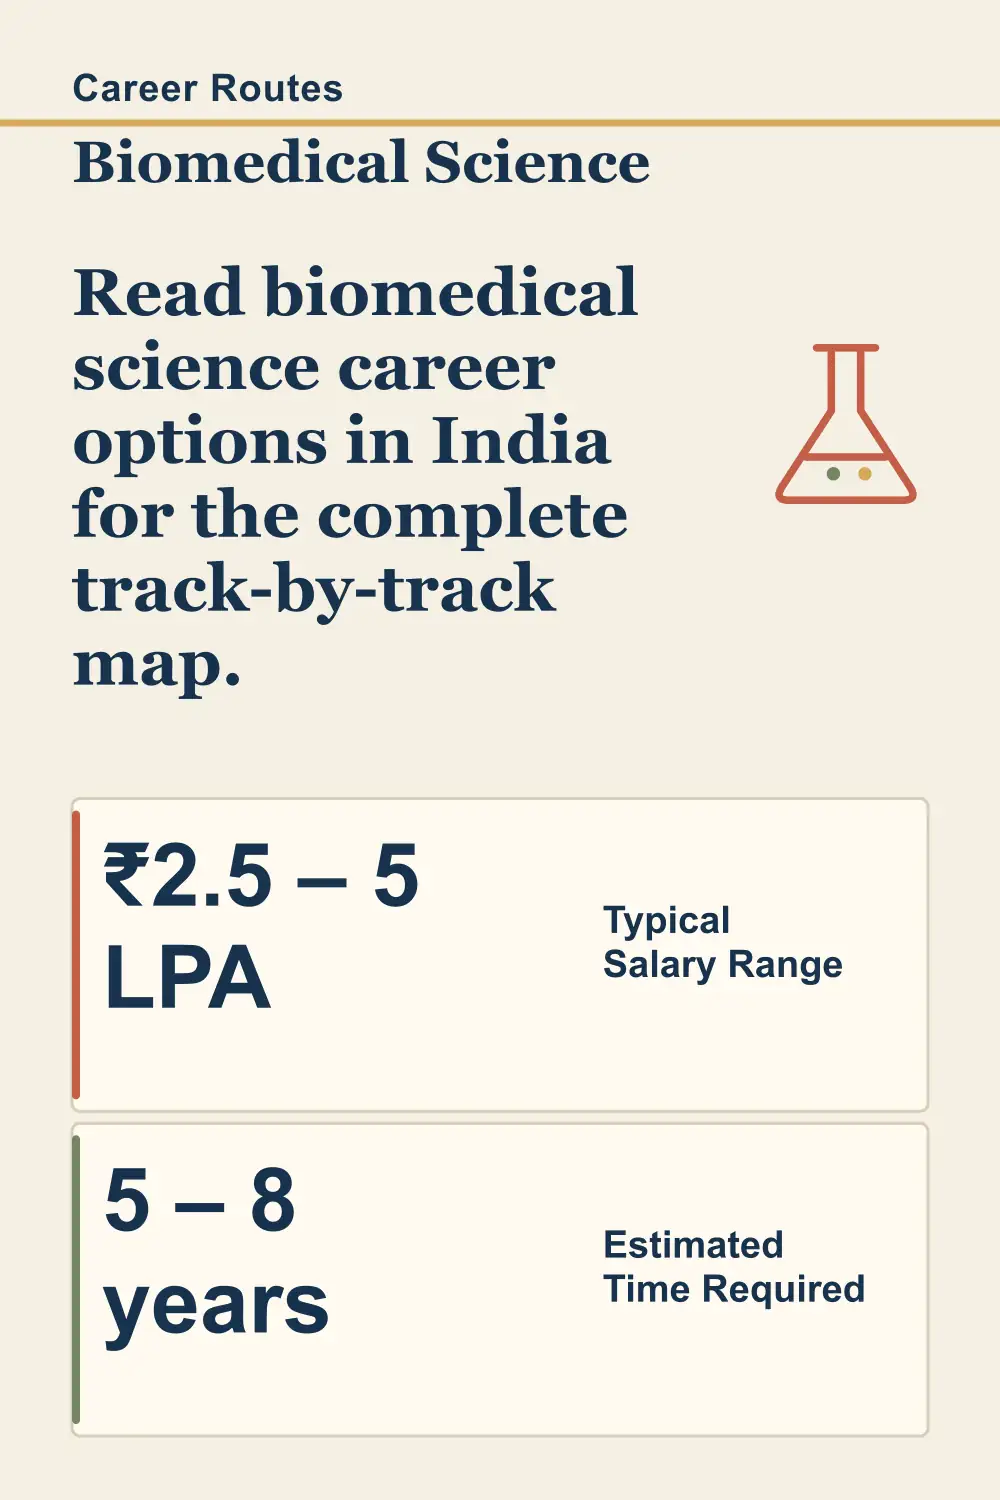 Career Routes
Biomedical Science
Read biomedical
science career
options in India
for the complete
track-by-track
map.
₹2.5 – 5
LPA
Typical
Salary Range
5 – 8
years
Estimated
Time Required